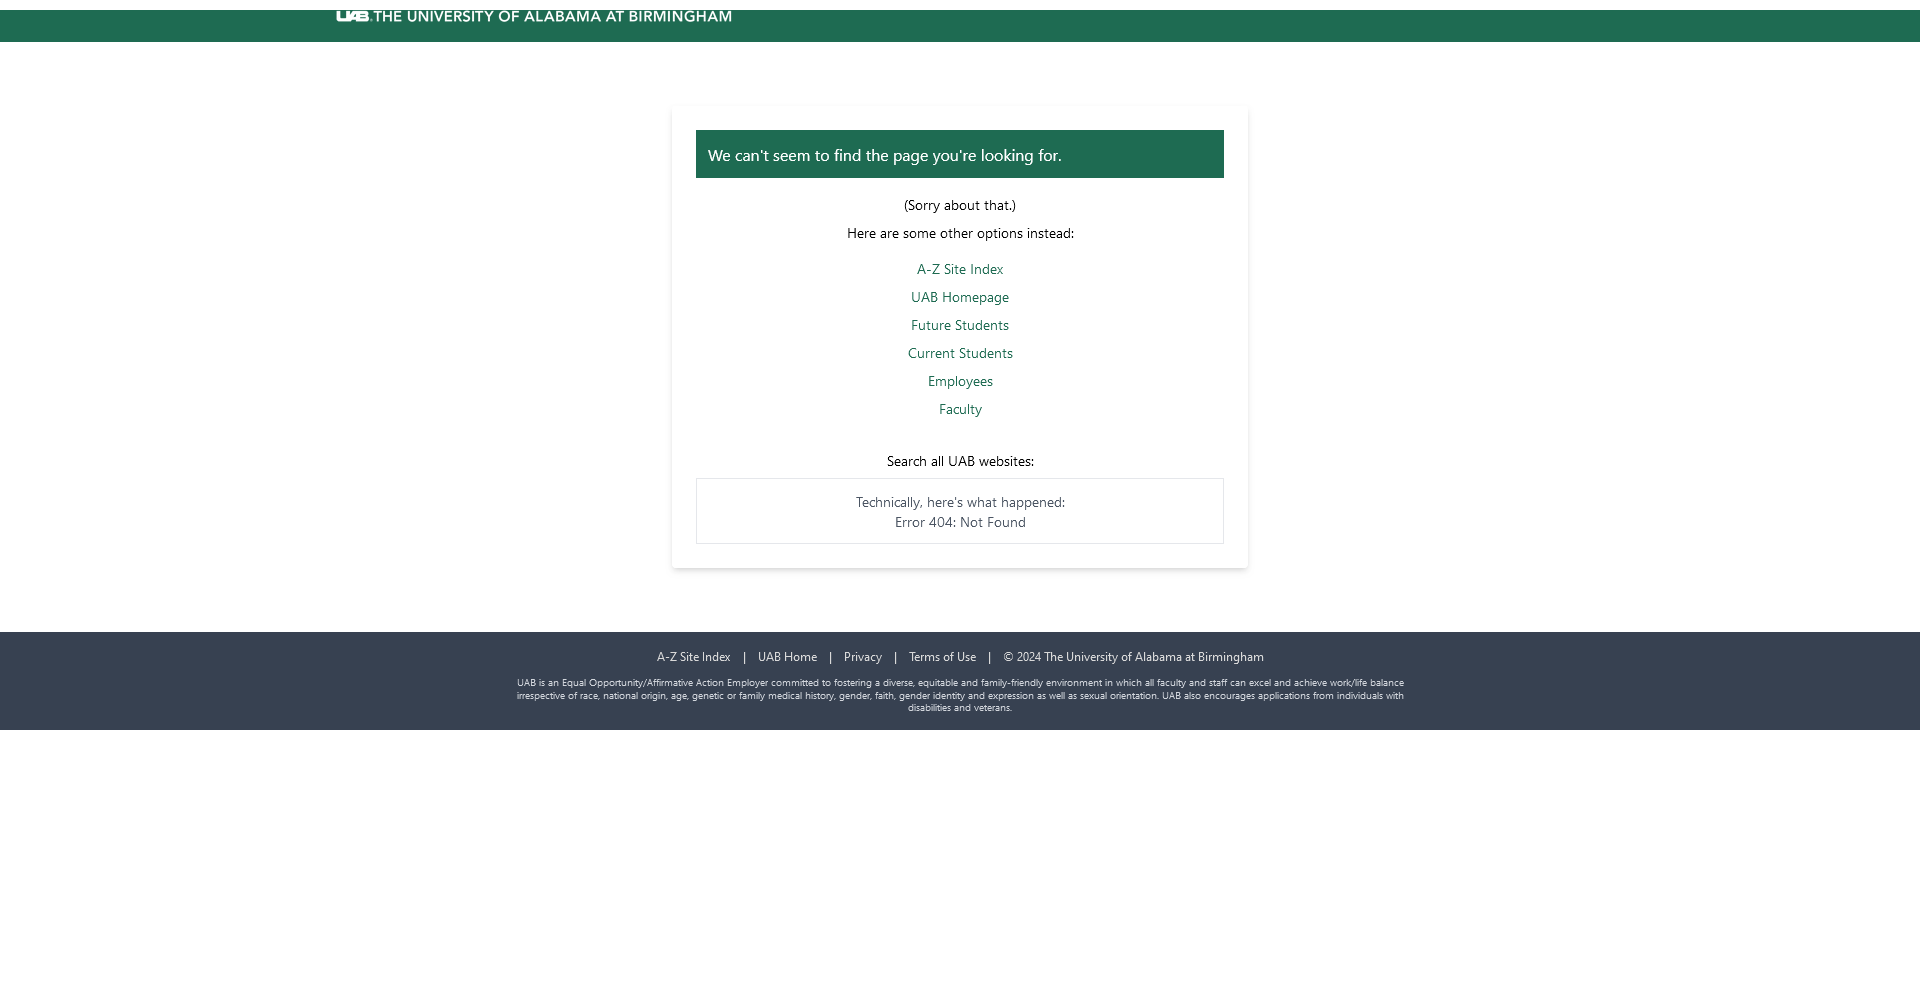 UAB. THE UNIVERSITY OF ALABAMA AT BIRMINGHAM
We can't seem to find the page you're looking for.
(Sorry about that.)
Here are some other options instead:
A-Z Site Index
UAB Homepage
Future Students
Current Students
Employees
Faculty
Search all UAB websites:
Technically, here's what happened:
Error 404: Not Found
A-Z Site Index | UAB Home | Privacy | Terms of Use | © 2024 The University of Alabama at Birmingham
UAB is an Equal Opportunity/Affirmative Action Employer committed to fostering a diverse, equitable and family-friendly environment in which all faculty and staff can excel and achieve work/life balance
irrespective of race, national origin, age, genetic or family medical history, gender, faith, gender identity and expression as well as sexual orientation. UAB also encourages applications from individuals with
disabilities and veterans.